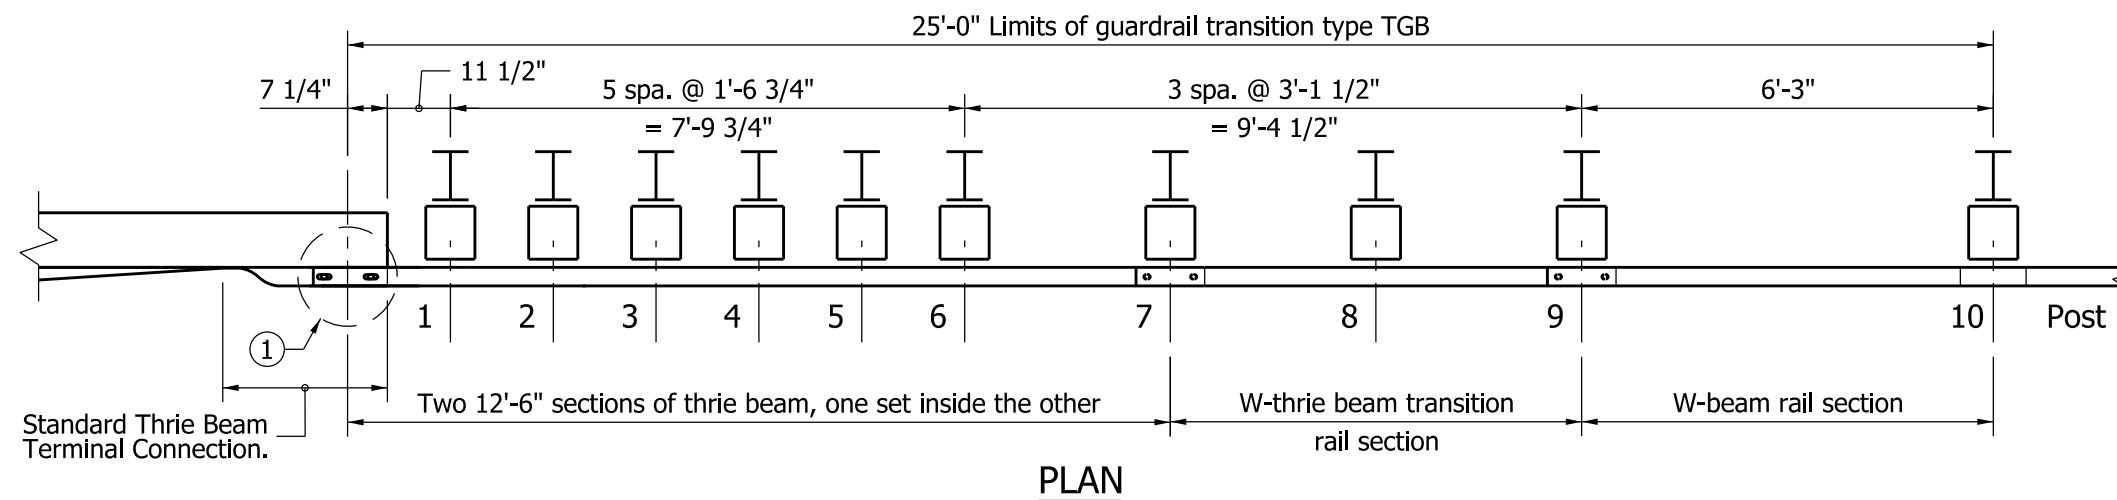 25'-0" Limits of guardrail transition type TGB
7 1/4"
11 1/2"
5 spa. @ 1'-6 3/4"
= 7'-9 3/4"
3 spa. @ 3'-1 1/2"
= 9'-4 1/2"
6'-3"
1 2 3 4 5 6 7 8 9 10 Post
1
Standard Thrie Beam
Terminal Connection.
Two 12'-6" sections of thrie beam, one set inside the other
W-thrie beam transition
rail section
W-beam rail section
PLAN